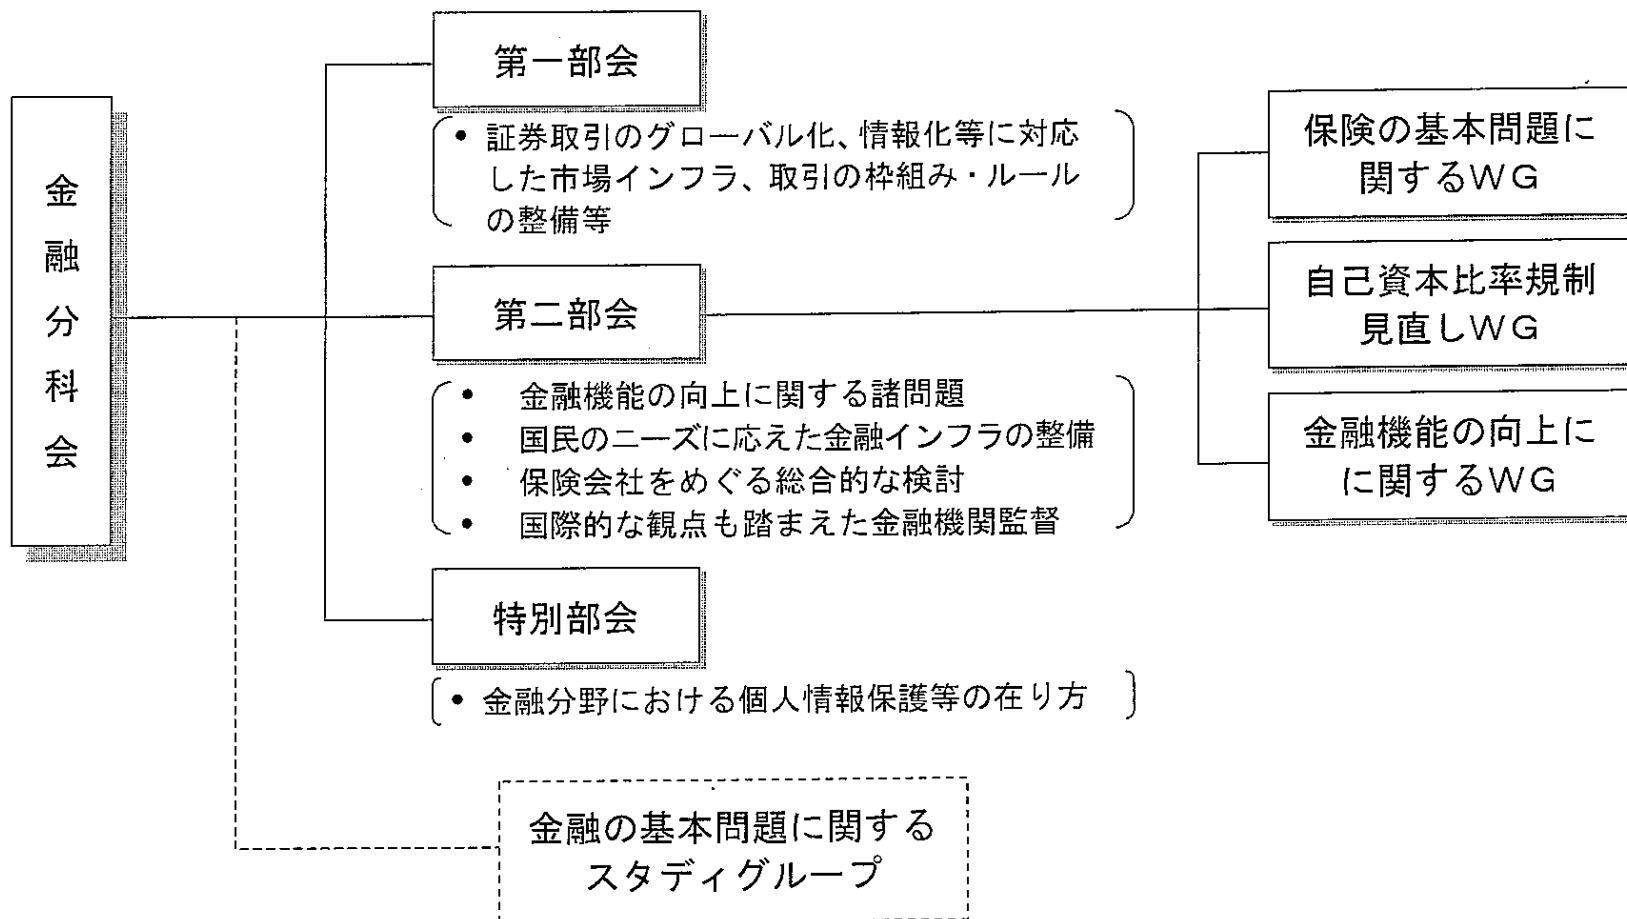 金融分科会
第一部会
• 証券取引のグローバル化、情報化等に対応
した市場インフラ、取引の枠組み・ルール
の整備等
第二部会
• 金融機能の向上に関する諸問題
• 国民のニーズに応えた金融インフラの整備
• 保険会社をめぐる総合的な検討
• 国際的な観点も踏まえた金融機関監督
特別部会
• 金融分野における個人情報保護等の在り方
金融の基本問題に関する
スタディグループ
保険の基本問題に
関するWG
自己資本比率規制
見直しWG
金融機能の向上に
に関するWG